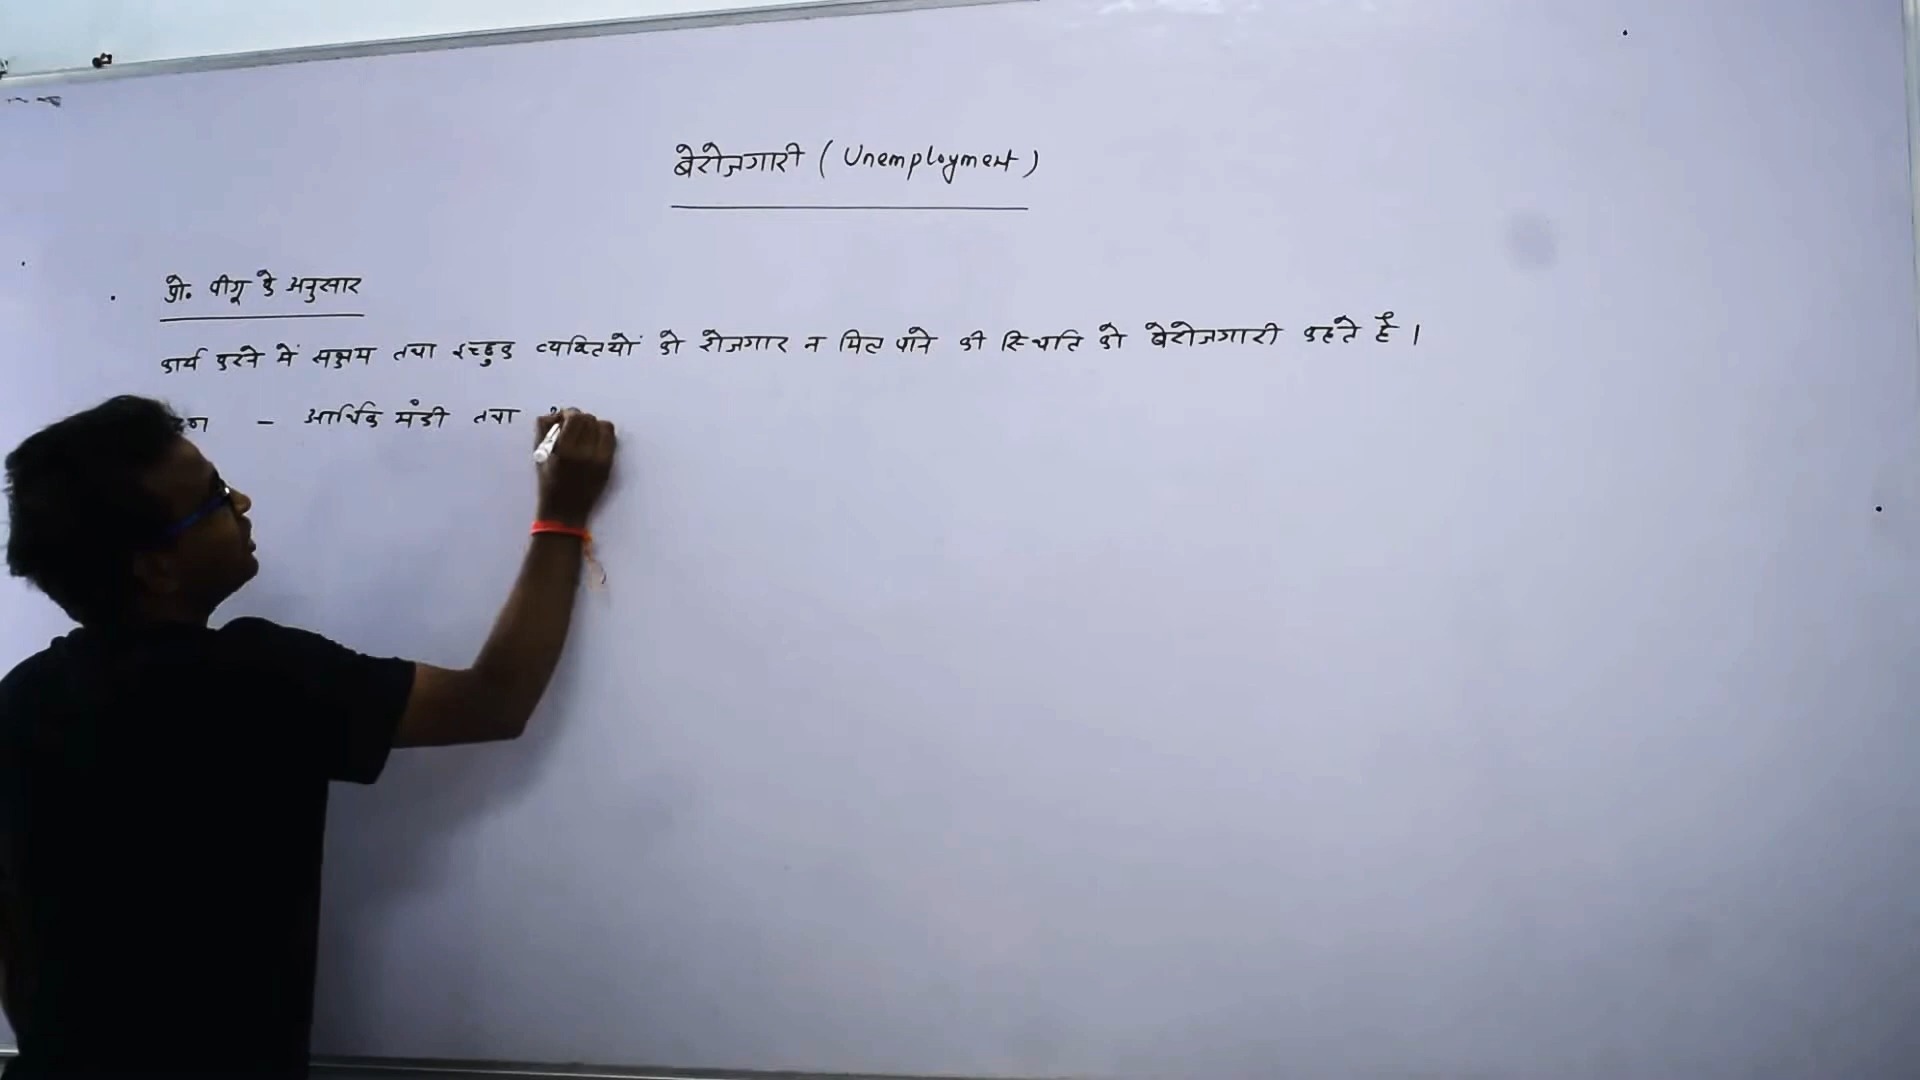 बेरोजगारी ( Unemployment )
प्रो. पीगू के अनुसार
कार्य करने में सक्षम तथा इच्छुक व्यक्तियों को रोजगार न मिल पाने की स्थिति को बेरोजगारी कहते है ।
- आर्थिक मंदी तथा